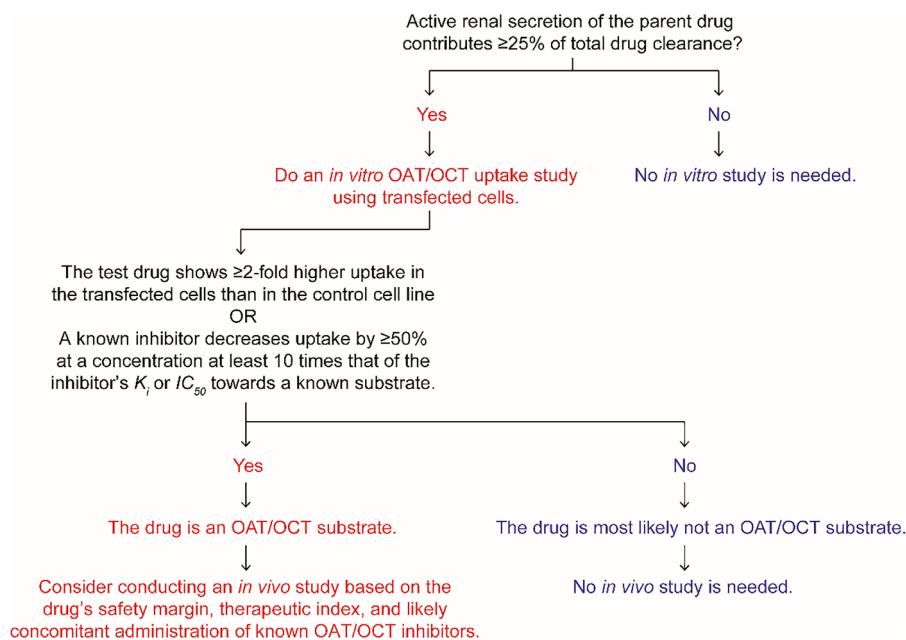 Active renal secretion of the parent drug
contributes ≥25% of total drug clearance?
Yes
No
Do an in vitro OAT/OCT uptake study
using transfected cells.
No in vitro study is needed.
The test drug shows ≥2-fold higher uptake in
the transfected cells than in the control cell line
OR
A known inhibitor decreases uptake by ≥50%
at a concentration at least 10 times that of the
inhibitor’s Ki or IC50 towards a known substrate.
Yes
No
The drug is an OAT/OCT substrate.
The drug is most likely not an OAT/OCT substrate.
Consider conducting an in vivo study based on the
drug’s safety margin, therapeutic index, and likely
concomitant administration of known OAT/OCT inhibitors.
No in vivo study is needed.